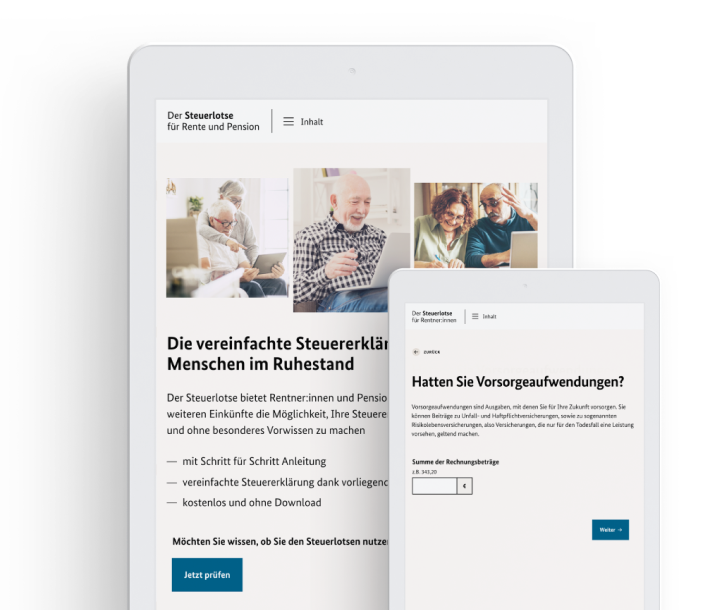 Der Steuerlotse
für Rente und Pension
Inhalt
Die vereinfachte Steuererklär
Menschen im Ruhestand
Der Steuerlotse bietet Rentner:innen und Pensio
weiteren Einkünfte die Möglichkeit, Ihre Steuere
und ohne besonderes Vorwissen zu machen
— mit Schritt für Schritt Anleitung
— vereinfachte Steuererklärung dank vorliegenc
— kostenlos und ohne Download
Möchten Sie wissen, ob Sie den Steuerlotsen nutze
Jetzt prüfen
Der Steuerlotse
für Rentner:innen
Inhalt
← ZURÜCK
Hatten Sie Vorsorgeaufwendungen?
Vorsorgeaufwendungen sind Ausgaben, mit denen Sie für Ihre Zukunft vorsorgen. Sie
können Beiträge zu Unfall- und Haftpflichtversicherungen, sowie zu sogenannten
Risikolebensversicherungen, also Versicherungen, die nur für den Todesfall eine Leistung
vorsehen, geltend machen.
Summe der Rechnungsbeträge
z.B. 343,20
€
Weiter →